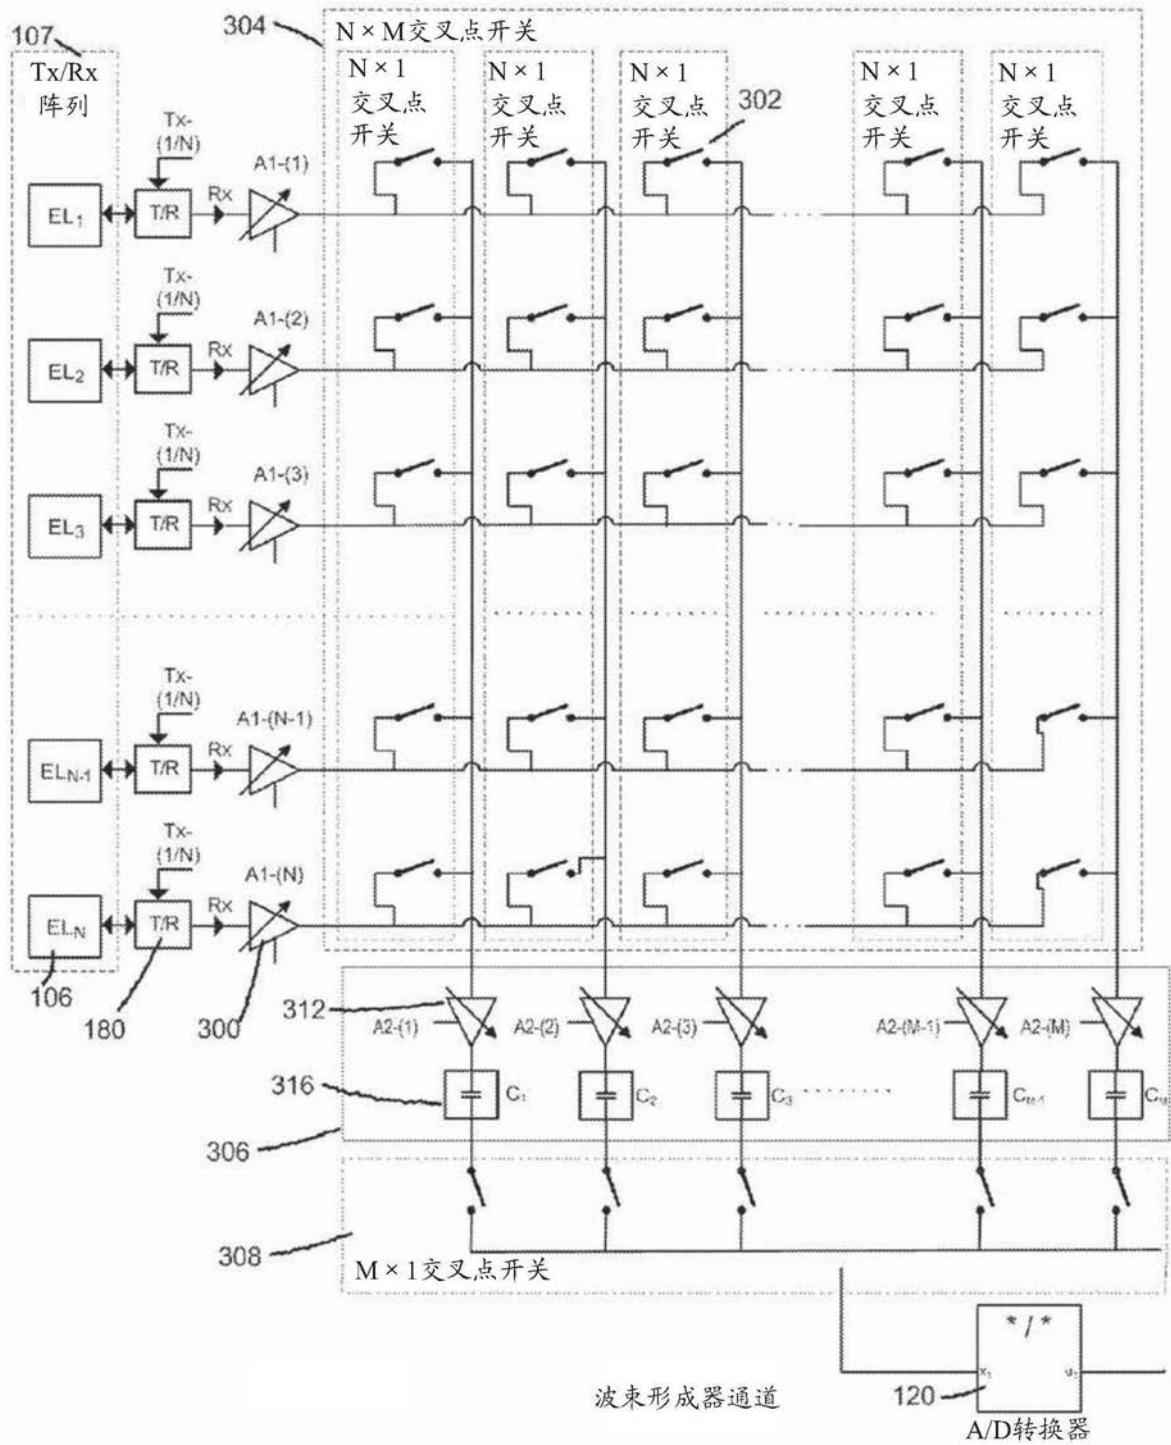 304
N × M交叉点开关
107
Tx/Rx
阵列
N × 1
交叉点
开关
N × 1
交叉点
开关
N × 1
交叉点
开关
N × 1
交叉点
开关
N × 1
交叉点
开关
302
Tx-
(1/N)
A1-(1)
EL1
T/R
Rx
Tx-
(1/N)
A1-(2)
EL2
T/R
Rx
Tx-
(1/N)
A1-(3)
EL3
T/R
Rx
Tx-
(1/N)
A1-(N-1)
ELN-1
T/R
Rx
Tx-
(1/N)
A1-(N)
ELN
T/R
Rx
106
180
300
312
A2-(1)
A2-(2)
A2-(3)
A2-(M-1)
A2-(M)
316
C1
C2
C3
CM-1
CM
306
308
M × 1交叉点开关
* / *
x1
120
波束形成器通道
A/D转换器